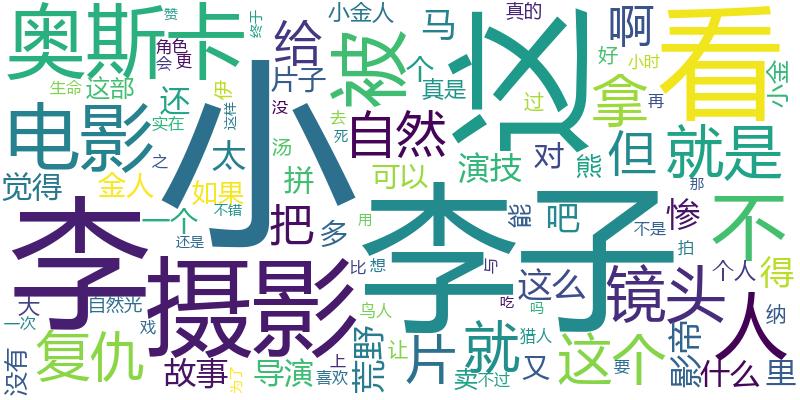 奥斯卡
赞
终于
给
小金人
被
马
真的
这
啊
看
角色
会
更
片子
个
真是
好
小时
小金
生命
这部
还
伊
没
过
再
拿
电影
实在
小
这样
自然
去
死
但
就是
之
太
汤
演技
对
熊
觉得
金人
如果
拼
可以
那
李
不错
一个
把
多
李子
能
吧
惨
不
还是
用
不是
摄影
比
想
与
这么
镜头
拍
个人
得
大
自然光
鸟人
吃
吗
人
纳
一次
戏
猎人
复仇
上
荒野
片
就
这个
影帝
没有
故事
为了
导演
喜欢
让
卖
不过
又
要
什么
里